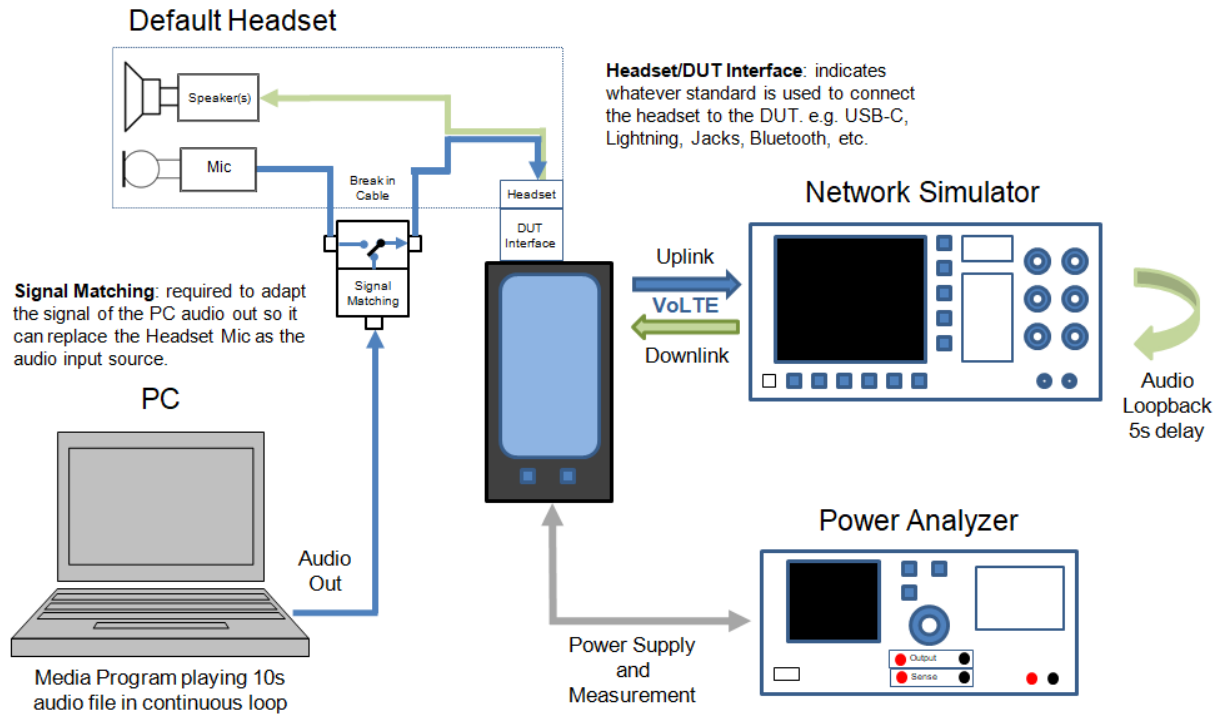 Default Headset
Speaker(s)
Mic
Break in
Cable
Headset
DUT
Interface
Signal
Matching
Headset/DUT Interface: indicates
whatever standard is used to connect
the headset to the DUT. e.g. USB-C,
Lightning, Jacks, Bluetooth, etc.
Network Simulator
Uplink
VoLTE
Downlink
Audio
Loopback
5s delay
Signal Matching: required to adapt
the signal of the PC audio out so it
can replace the Headset Mic as the
audio input source.
PC
Audio
Out
Media Program playing 10s
audio file in continuous loop
Power Analyzer
Output
Sense
Power Supply
and
Measurement